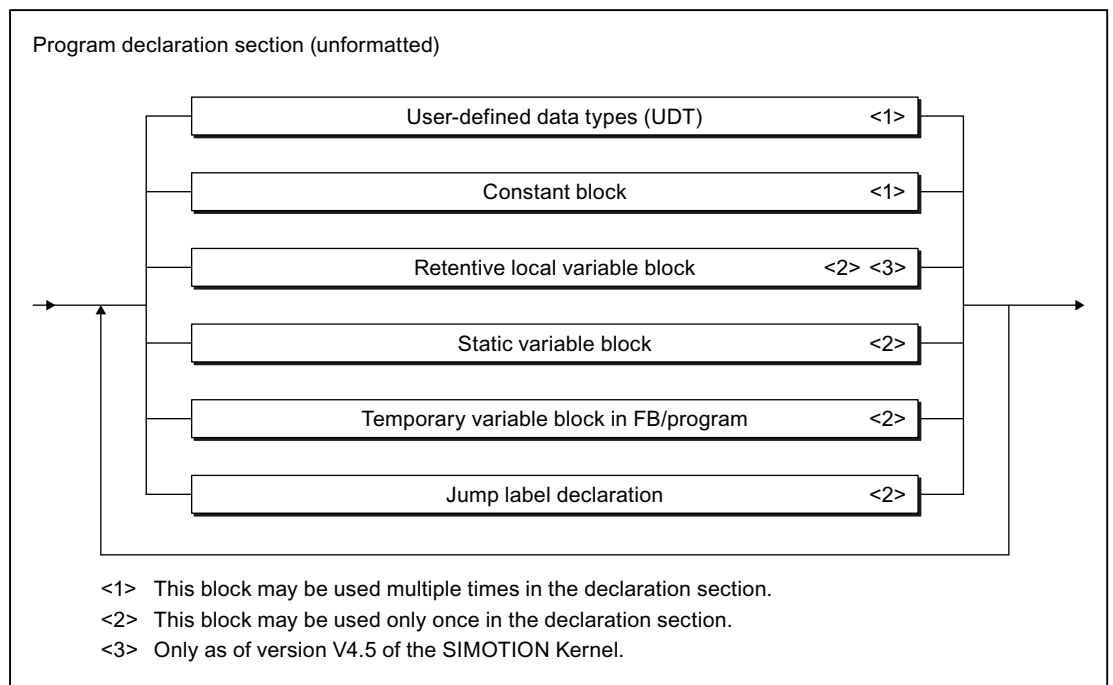 Program declaration section (unformatted)
User-defined data types (UDT) <1>
Constant block <1>
Retentive local variable block <2> <3>
Static variable block <2>
Temporary variable block in FB/program <2>
Jump label declaration <2>
<1> This block may be used multiple times in the declaration section.
<2> This block may be used only once in the declaration section.
<3> Only as of version V4.5 of the SIMOTION Kernel.